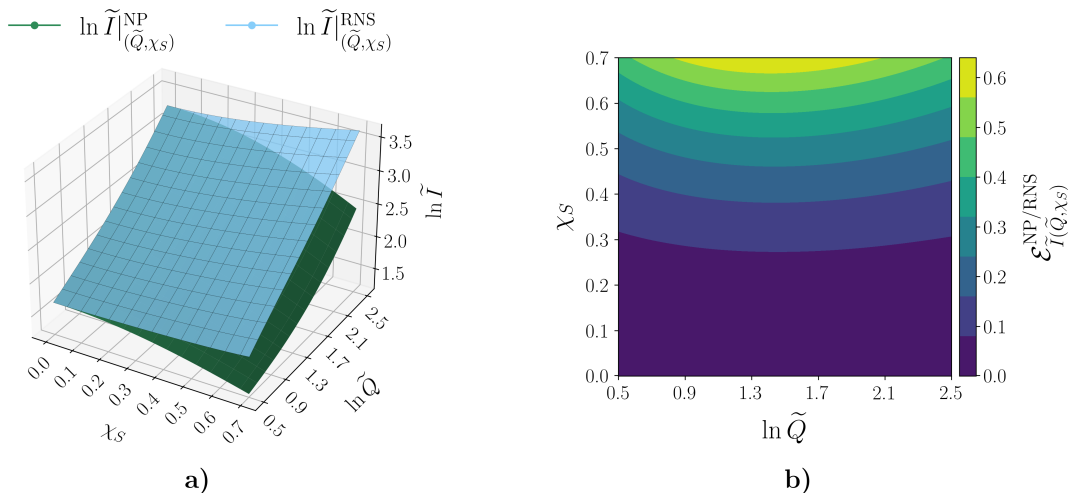 ln Ĩ|^NP_(Q̃,χ_S) ln Ĩ|^RNS_(Q̃,χ_S)
3.5
3.0
2.5
2.0
1.5
ln Ĩ
0.0 0.1 0.2 0.3 0.4 0.5 0.6 0.7
χ_S
0.5 0.9 1.3 1.7 2.1 2.5
ln Q̃
a)
0.7
0.6
0.5
0.4
0.3
0.2
0.1
0.0
χ_S
0.5 0.9 1.3 1.7 2.1 2.5
ln Q̃
0.6
0.5
0.4
0.3
0.2
0.1
0.0
ℰ^NP/RNS_Ĩ(Q̃,χ_S)
b)